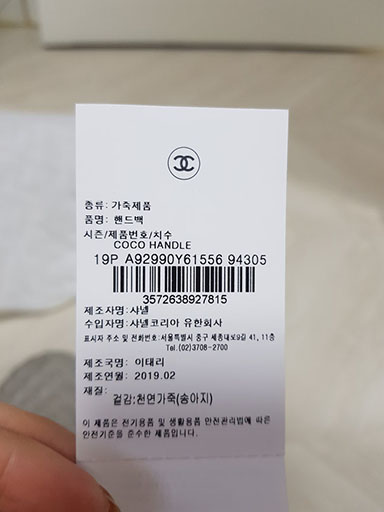 종류: 가죽제품
품명: 핸드백
시즌/제품번호/치수
COCO HANDLE
19P A92990Y61556 94305
3572638927815
제조자명:샤넬
수입자명:샤넬코리아 유한회사
표시자 주소 및 전화번호:서울특별시 중구 세종대로9길 41, 11층
Tel.(02)3708-2700
제조국명: 이태리
제조연월: 2019.02
재질:
겉감:천연가죽(송아지)
이 제품은 전기용품 및 생활용품 안전관리법에 따른
안전기준을 준수한 제품입니다.